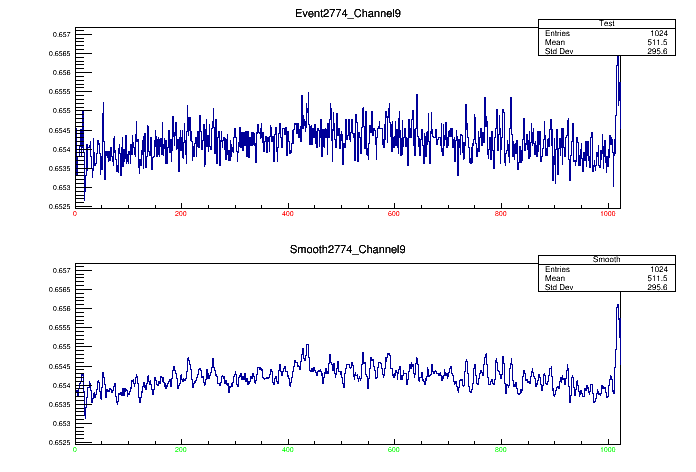 Event2774_Channel9
Test
Entries 1024
Mean 511.5
Std Dev 295.6
0.657
0.6565
0.656
0.6555
0.655
0.6545
0.654
0.6535
0.653
0.6525
0 200 400 600 800 1000
Smooth2774_Channel9
Smooth
Entries 1024
Mean 511.5
Std Dev 295.6
0.657
0.6565
0.656
0.6555
0.655
0.6545
0.654
0.6535
0.653
0.6525
0 200 400 600 800 1000